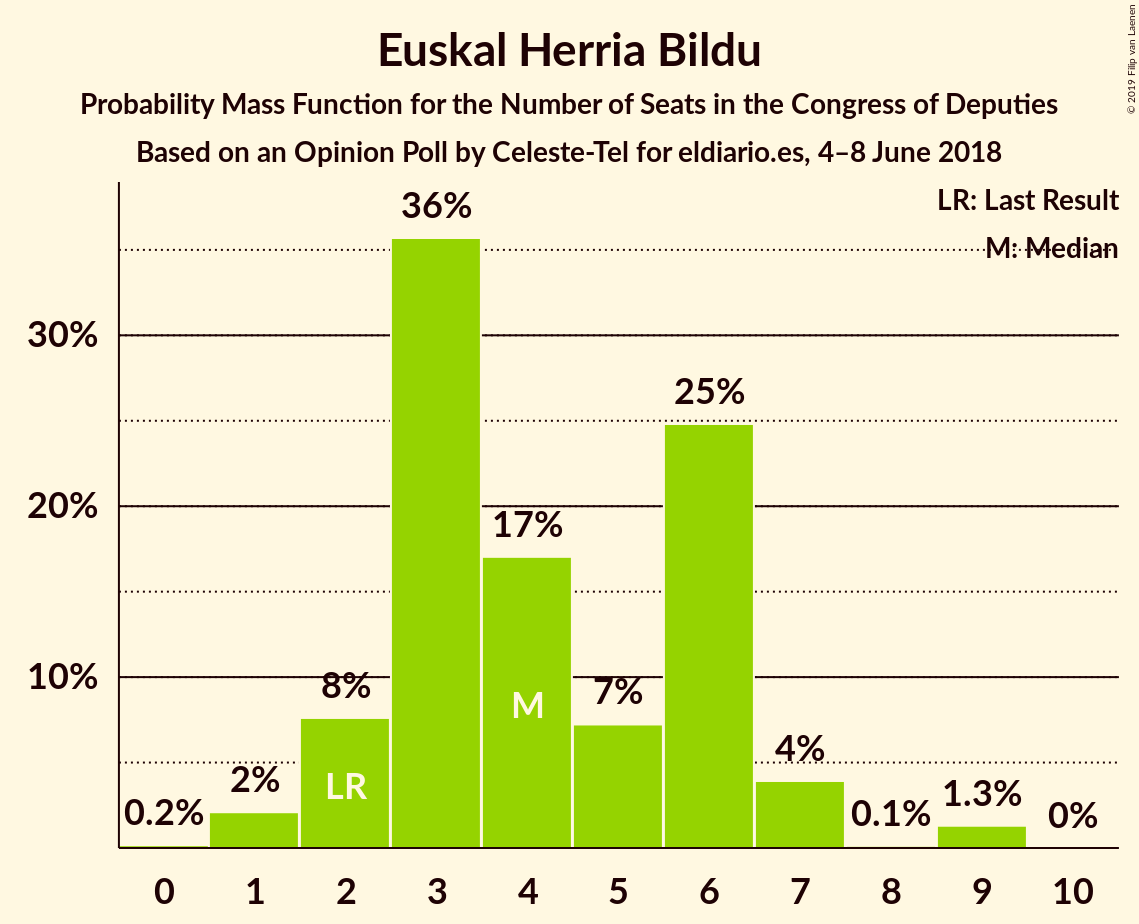 Euskal Herria Bildu
Probability Mass Function for the Number of Seats in the Congress of Deputies
Based on an Opinion Poll by Celeste-Tel for eldiario.es, 4–8 June 2018
© 2019 Filip van Laenen
LR: Last Result
M: Median
36%
30%
25%
20%
17%
10%
8%
7%
M
4%
2%
LR
1.3%
0.2%
0.1%
0%
0 1 2 3 4 5 6 7 8 9 10